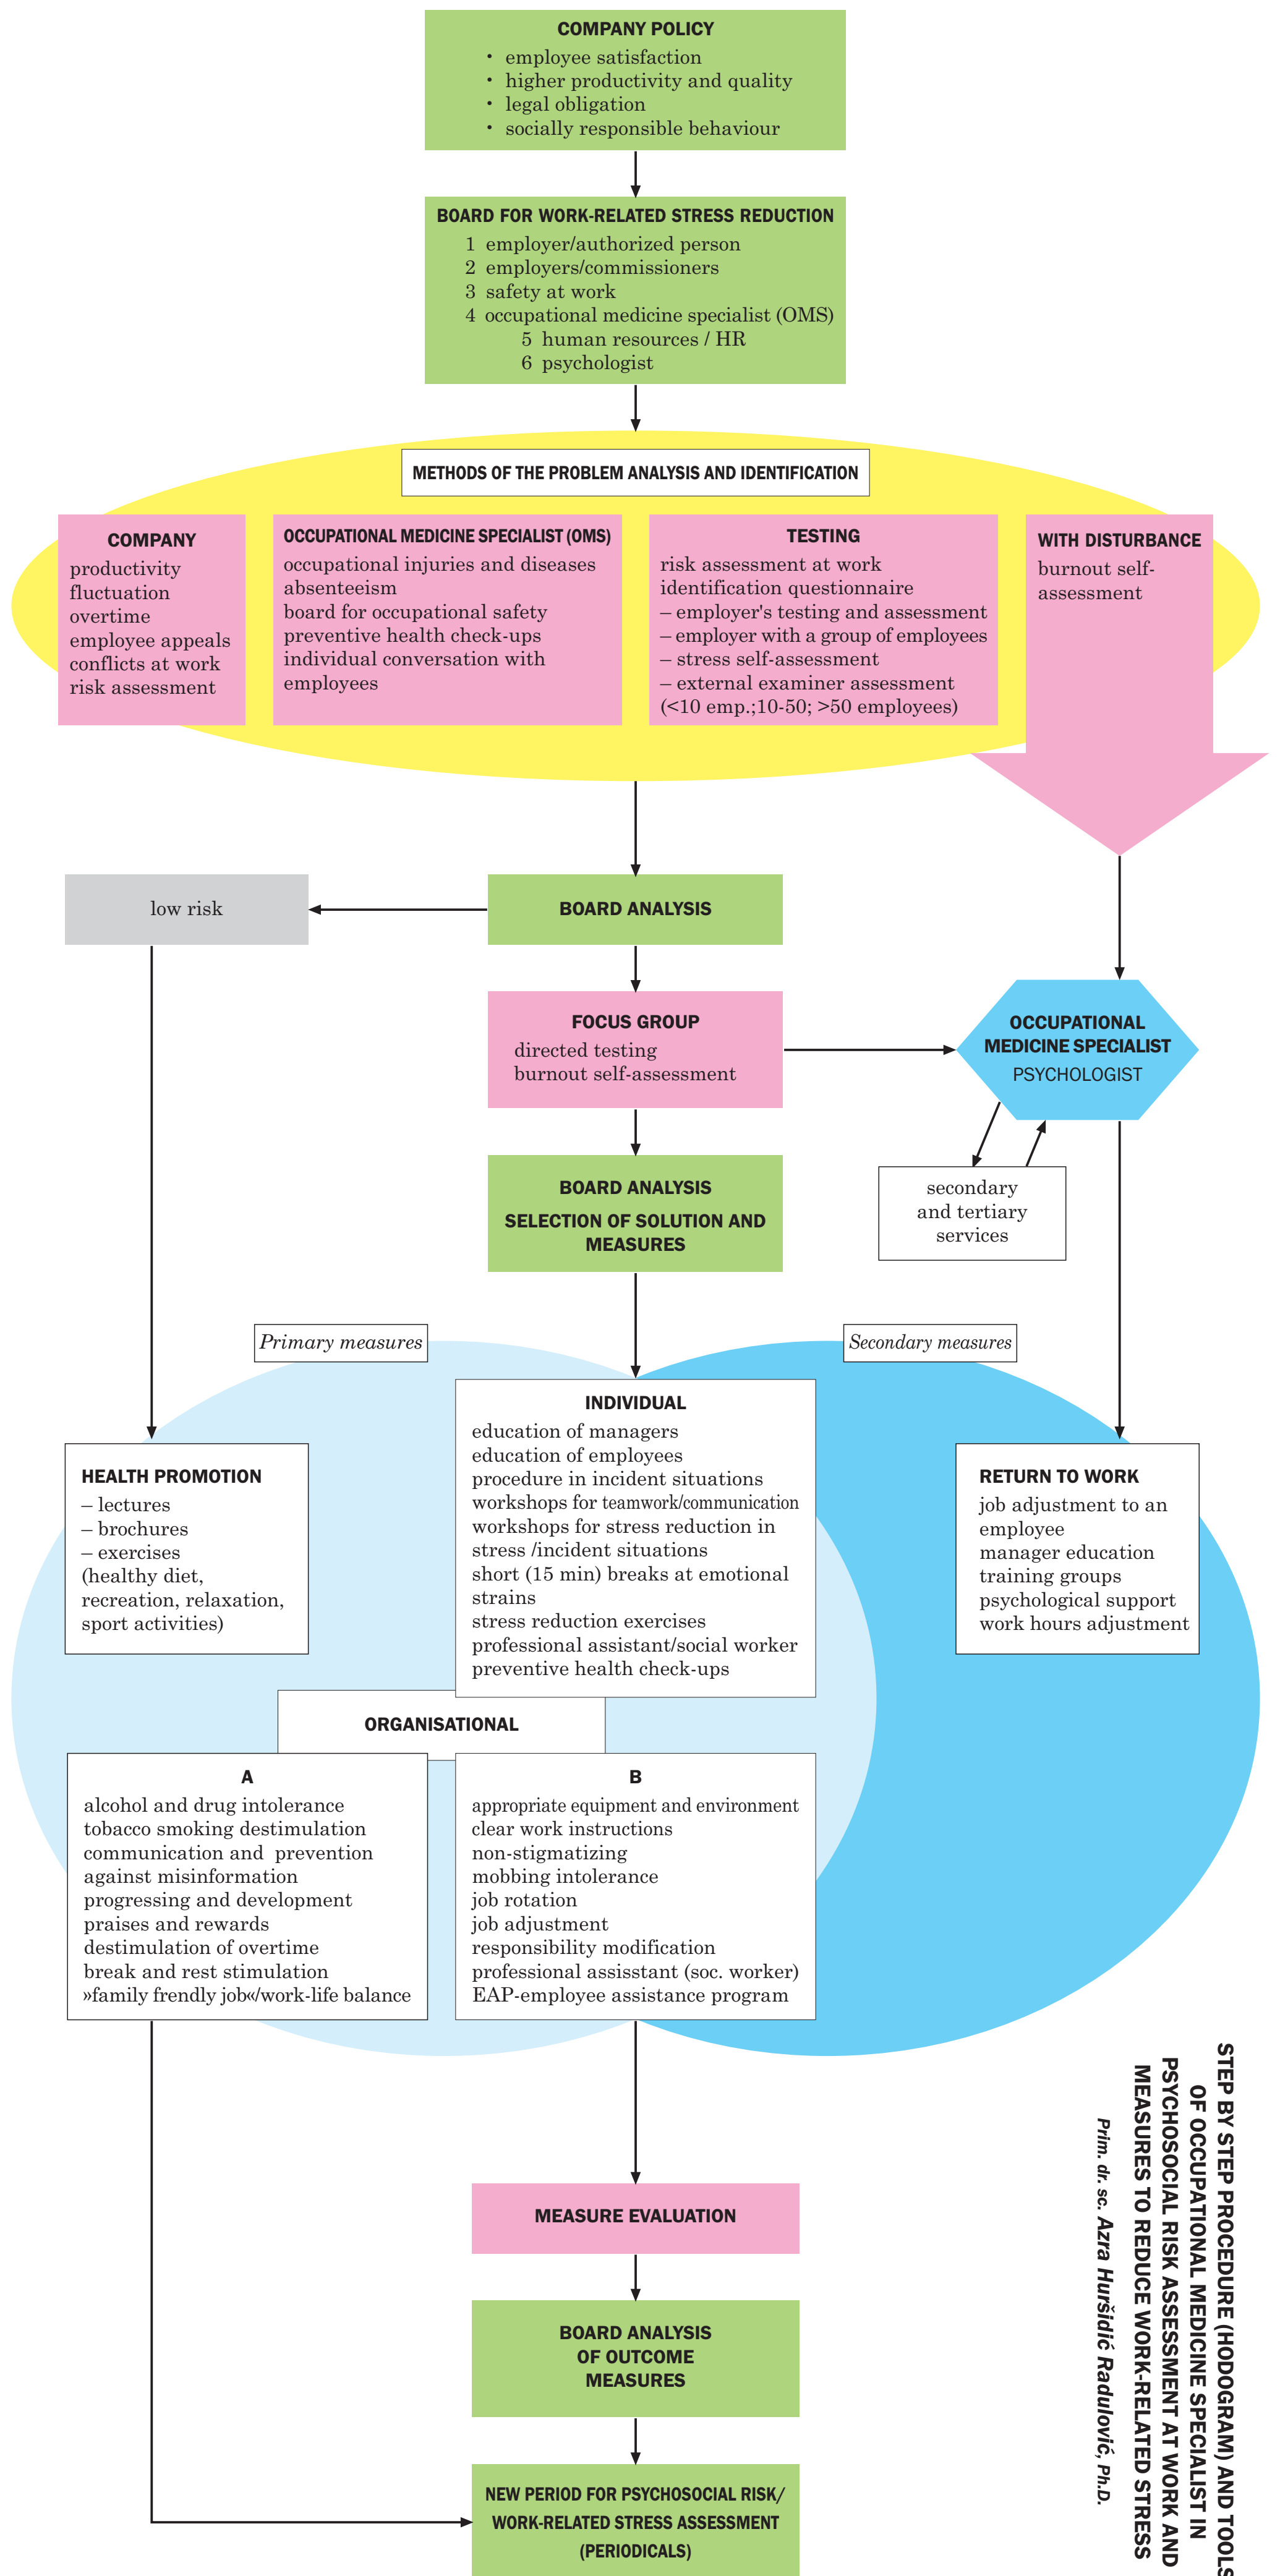 COMPANY POLICY
• employee satisfaction
• higher productivity and quality
• legal obligation
• socially responsible behaviour
BOARD FOR WORK-RELATED STRESS REDUCTION
1 employer/authorized person
2 employers/commissioners
3 safety at work
4 occupational medicine specialist (OMS)
5 human resources / HR
6 psychologist
METHODS OF THE PROBLEM ANALYSIS AND IDENTIFICATION
COMPANY
productivity
fluctuation
overtime
employee appeals
conflicts at work
risk assessment
OCCUPATIONAL MEDICINE SPECIALIST (OMS)
occupational injuries and diseases
absenteeism
board for occupational safety
preventive health check-ups
individual conversation with
employees
TESTING
risk assessment at work
identification questionnaire
– employer's testing and assessment
– employer with a group of employees
– stress self-assessment
– external examiner assessment
(<10 emp.;10-50; >50 employees)
WITH DISTURBANCE
burnout self-
assessment
low risk
BOARD ANALYSIS
FOCUS GROUP
directed testing
burnout self-assessment
OCCUPATIONAL
MEDICINE SPECIALIST
PSYCHOLOGIST
BOARD ANALYSIS
SELECTION OF SOLUTION AND
MEASURES
secondary
and tertiary
services
Primary measures
Secondary measures
HEALTH PROMOTION
– lectures
– brochures
– exercises
(healthy diet,
recreation, relaxation,
sport activities)
INDIVIDUAL
education of managers
education of employees
procedure in incident situations
workshops for teamwork/communication
workshops for stress reduction in
stress /incident situations
short (15 min) breaks at emotional
strains
stress reduction exercises
professional assistant/social worker
preventive health check-ups
RETURN TO WORK
job adjustment to an
employee
manager education
training groups
psychological support
work hours adjustment
ORGANISATIONAL
A
alcohol and drug intolerance
tobacco smoking destimulation
communication and  prevention
against misinformation
progressing and development
praises and rewards
destimulation of overtime
break and rest stimulation
»family frendly job«/work-life balance
B
appropriate equipment and environment
clear work instructions
non-stigmatizing
mobbing intolerance
job rotation
job adjustment
responsibility modification
professional assisstant (soc. worker)
EAP-employee assistance program
MEASURE EVALUATION
BOARD ANALYSIS
OF OUTCOME
MEASURES
NEW PERIOD FOR PSYCHOSOCIAL RISK/
WORK-RELATED STRESS ASSESSMENT
(PERIODICALS)
STEP BY STEP PROCEDURE (HODOGRAM) AND TOOLS
OF OCCUPATIONAL MEDICINE SPECIALIST IN
PSYCHOSOCIAL RISK ASSESSMENT AT WORK AND
MEASURES TO REDUCE WORK-RELATED STRESS
Prim. dr. sc. Azra Huršidić Radulović, Ph.D.